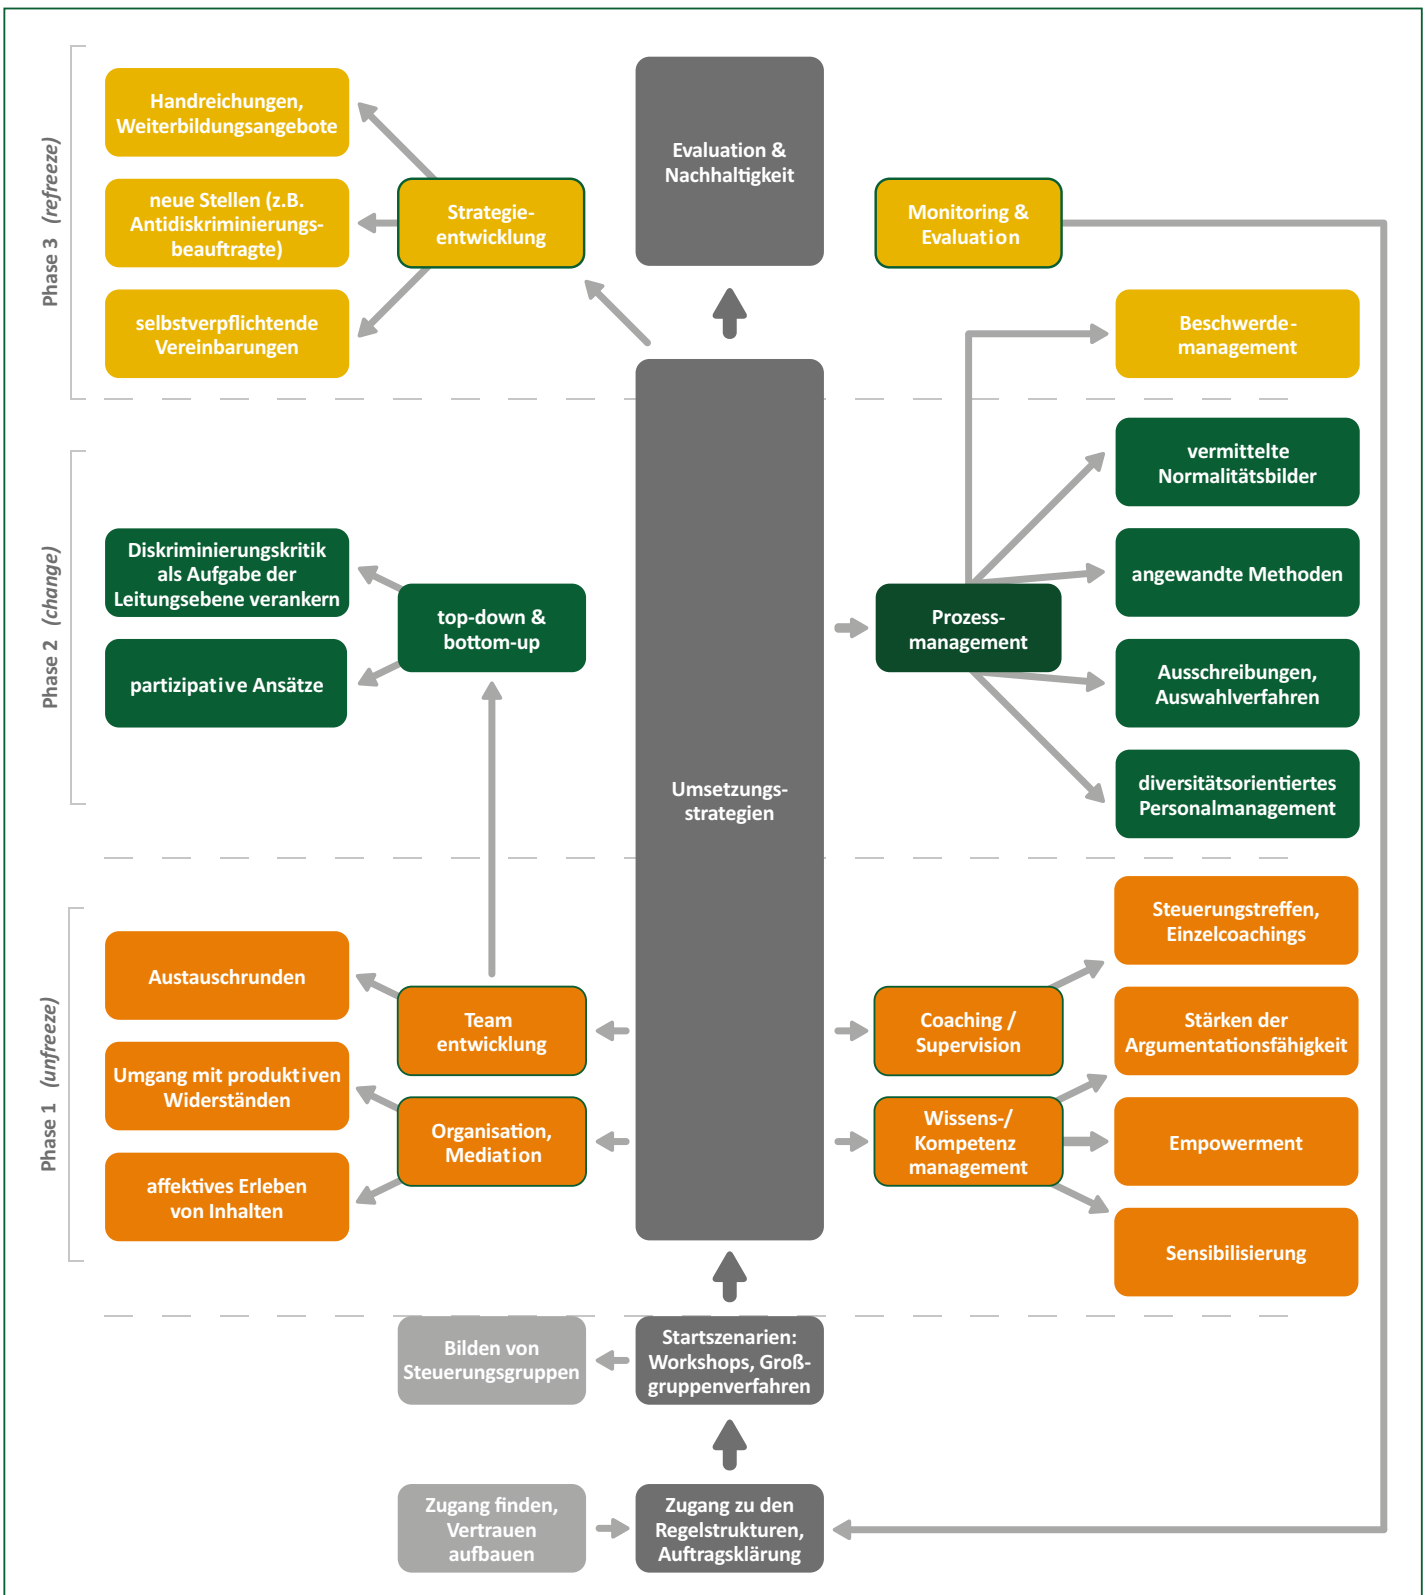 Phase 3 (refreeze)
Handreichungen,
Weiterbildungsangebote
neue Stellen (z.B.
Antidiskriminierungs-
beauftragte)
selbstverpflichtende
Vereinbarungen
Strategie-
entwicklung
Evaluation &
Nachhaltigkeit
Monitoring &
Evaluation
Beschwerde-
management
Phase 2 (change)
Diskriminierungskritik
als Aufgabe der
Leitungsebene verankern
partizipative Ansätze
top-down &
bottom-up
Umsetzungs-
strategien
Prozess-
management
vermittelte
Normalitätsbilder
angewandte Methoden
Ausschreibungen,
Auswahlverfahren
diversitätsorientiertes
Personalmanagement
Phase 1 (unfreeze)
Austauschrunden
Umgang mit produktiven
Widerständen
affektives Erleben
von Inhalten
Team
entwicklung
Organisation,
Mediation
Coaching /
Supervision
Wissens-/
Kompetenz
management
Steuerungstreffen,
Einzelcoachings
Stärken der
Argumentationsfähigkeit
Empowerment
Sensibilisierung
Bilden von
Steuerungsgruppen
Startszenarien:
Workshops, Groß-
gruppenverfahren
Zugang finden,
Vertrauen
aufbauen
Zugang zu den
Regelstrukturen,
Auftragsklärung